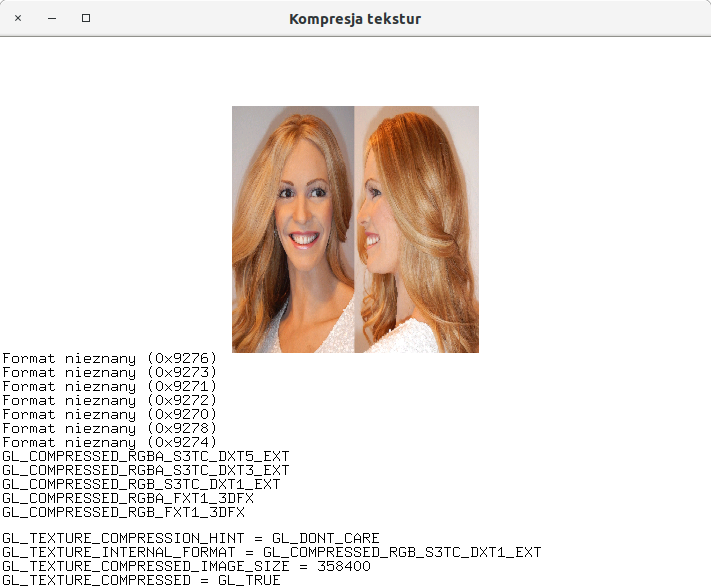 Kompresja tekstur
Format nieznany (0x9276)
Format nieznany (0x9273)
Format nieznany (0x9271)
Format nieznany (0x9272)
Format nieznany (0x9270)
Format nieznany (0x9278)
Format nieznany (0x9274)
GL_COMPRESSED_RGBA_S3TC_DXT5_EXT
GL_COMPRESSED_RGBA_S3TC_DXT3_EXT
GL_COMPRESSED_RGB_S3TC_DXT1_EXT
GL_COMPRESSED_RGBA_FXT1_3DFX
GL_COMPRESSED_RGB_FXT1_3DFX
GL_TEXTURE_COMPRESSION_HINT = GL_DONT_CARE
GL_TEXTURE_INTERNAL_FORMAT = GL_COMPRESSED_RGB_S3TC_DXT1_EXT
GL_TEXTURE_COMPRESSED_IMAGE_SIZE = 358400
GL_TEXTURE_COMPRESSED = GL_TRUE